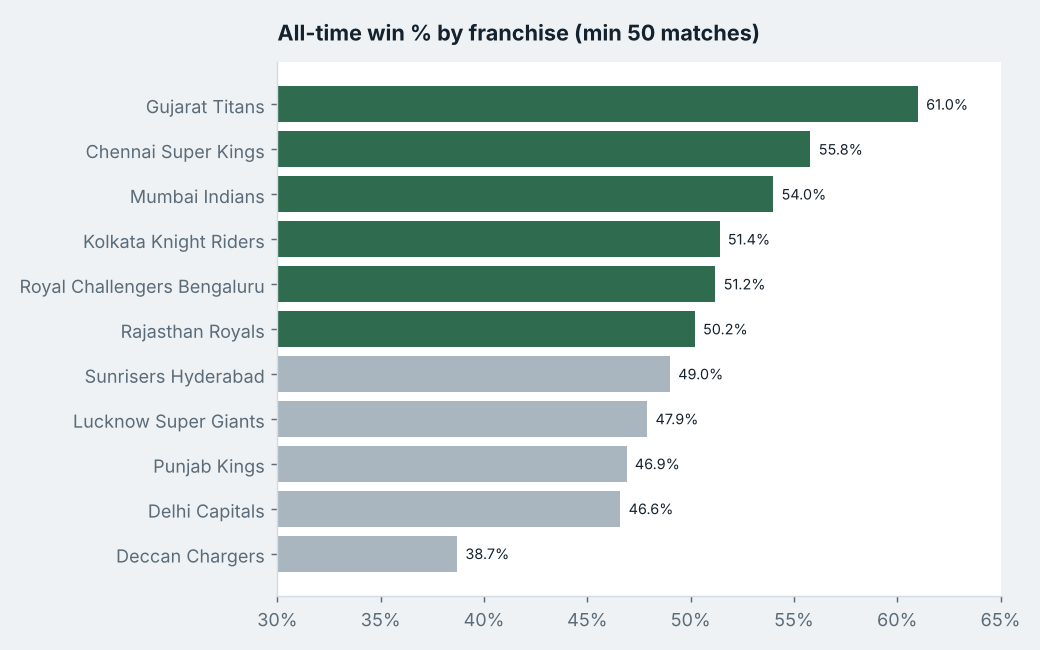 All-time win % by franchise (min 50 matches)
Gujarat Titans 61.0%
Chennai Super Kings 55.8%
Mumbai Indians 54.0%
Kolkata Knight Riders 51.4%
Royal Challengers Bengaluru 51.2%
Rajasthan Royals 50.2%
Sunrisers Hyderabad 49.0%
Lucknow Super Giants 47.9%
Punjab Kings 46.9%
Delhi Capitals 46.6%
Deccan Chargers 38.7%
30% 35% 40% 45% 50% 55% 60% 65%